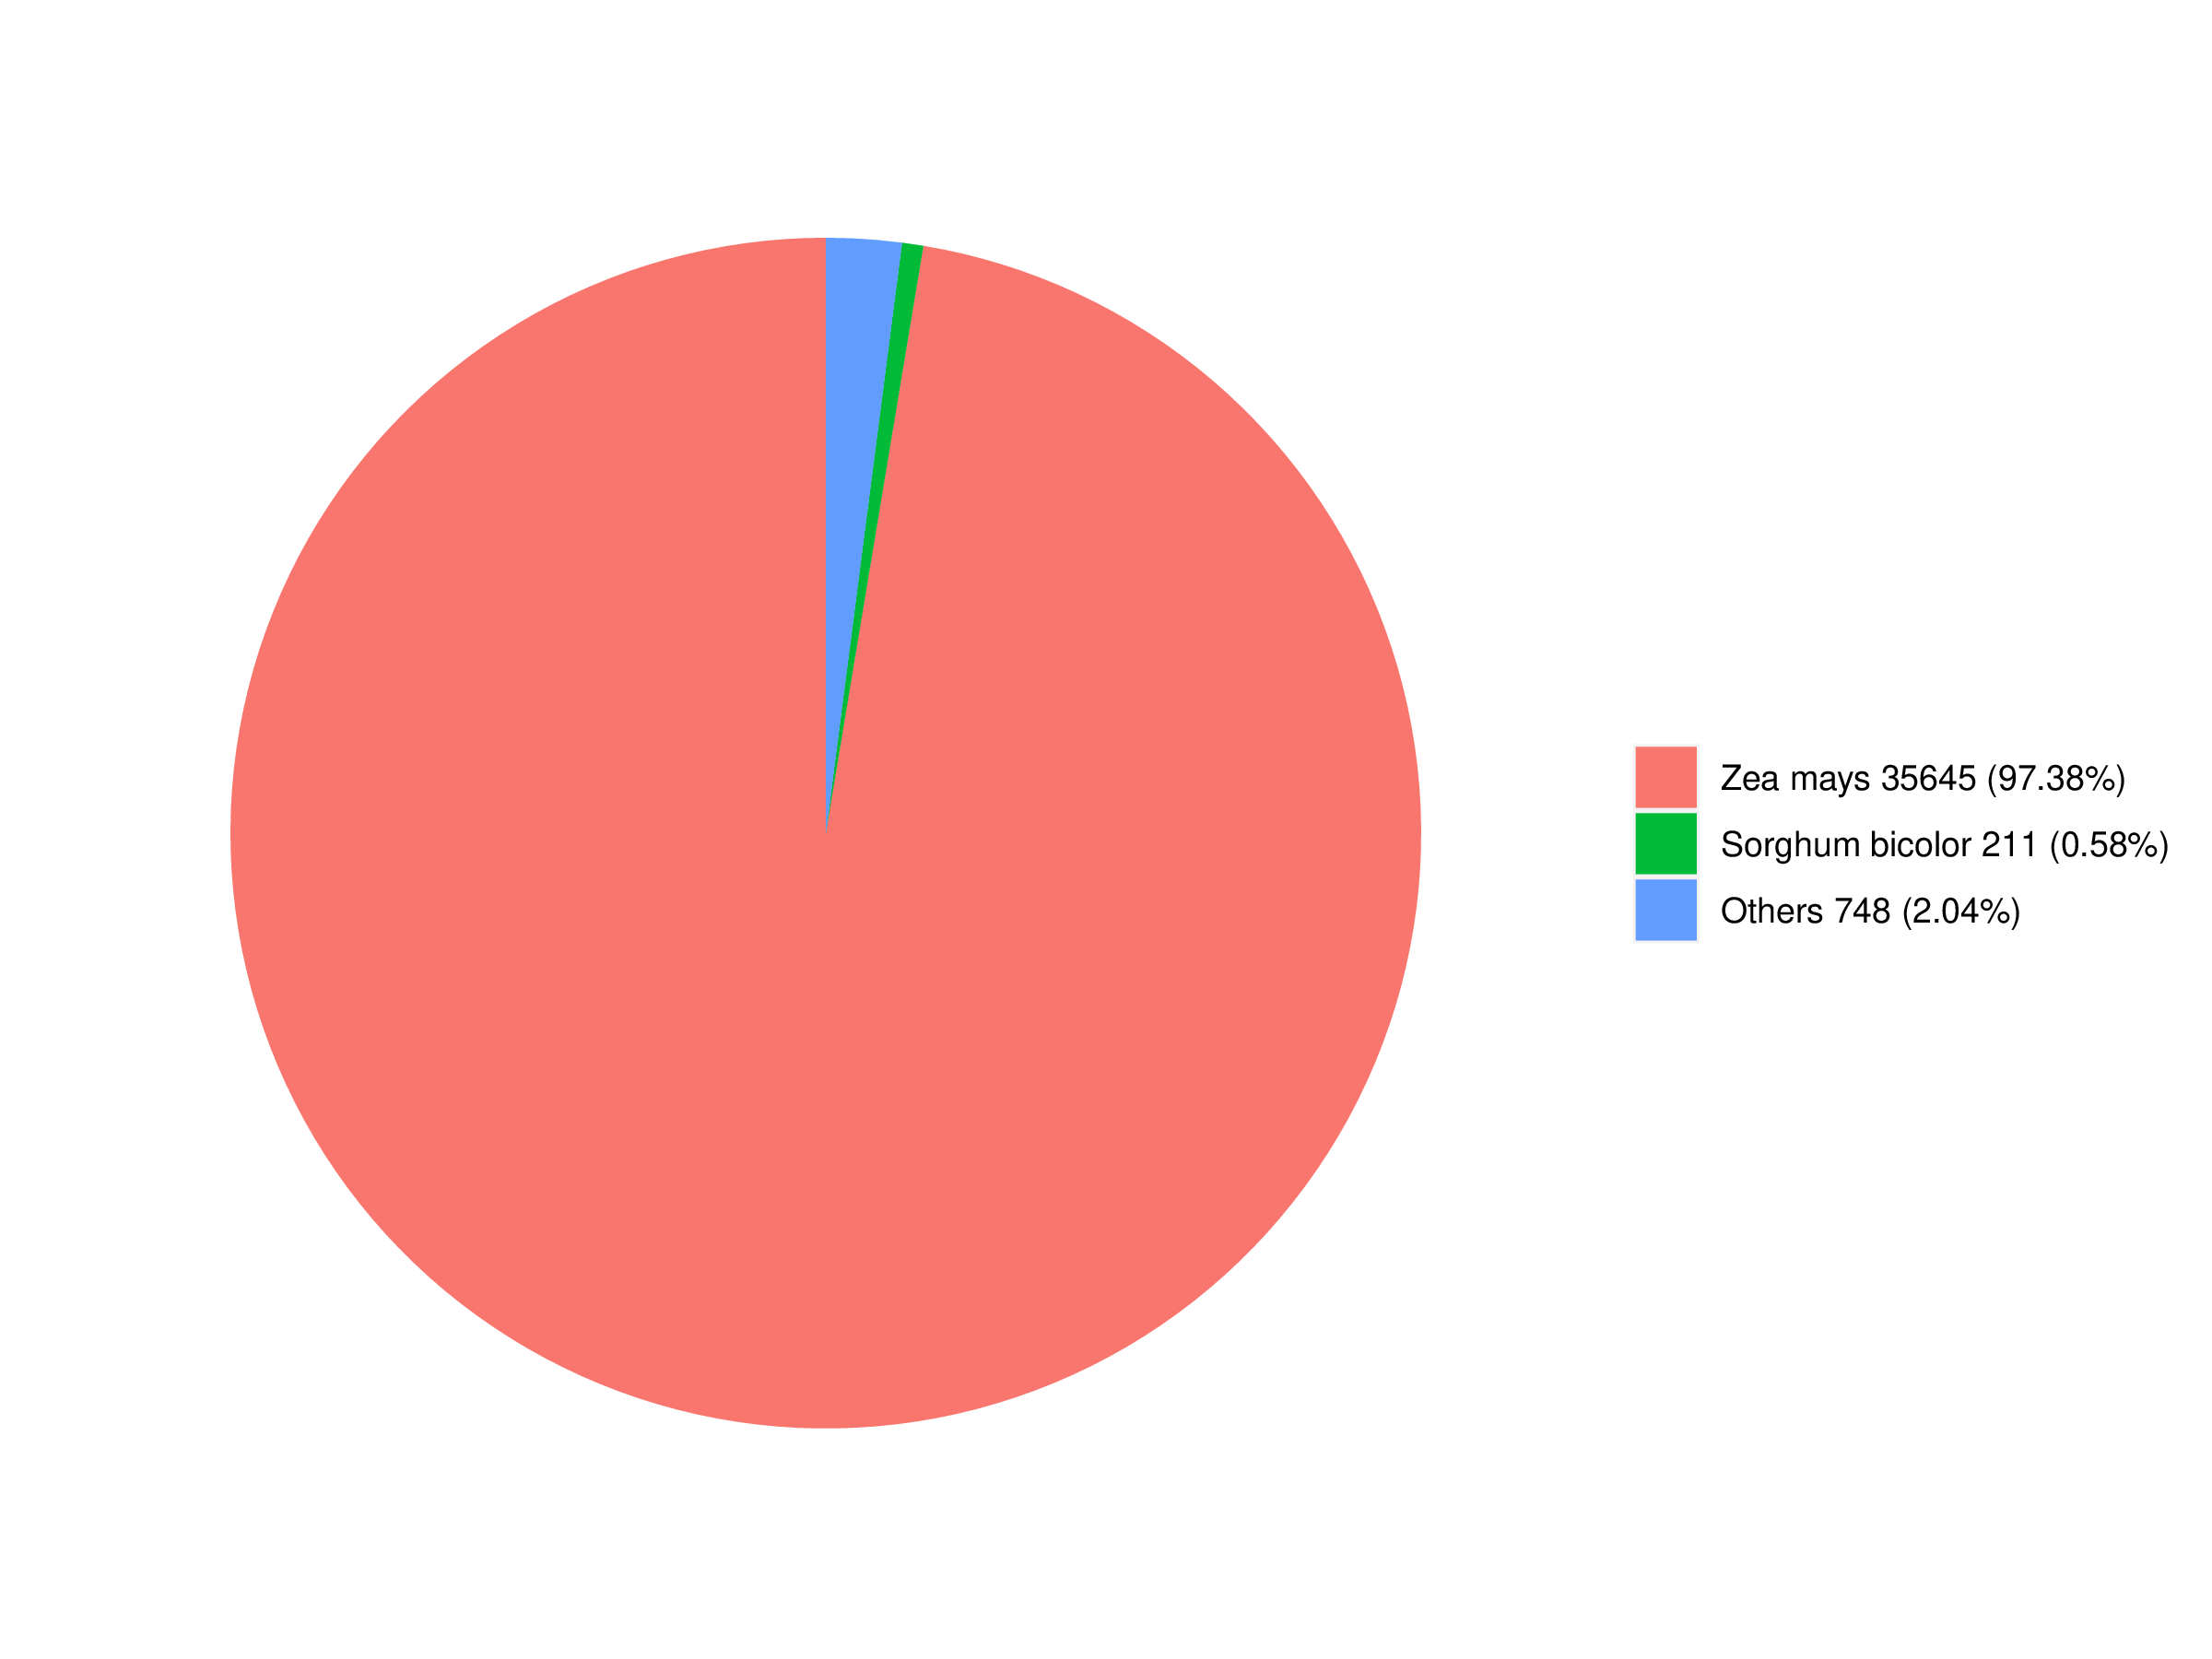 Zea mays 35645 (97.38%)
Sorghum bicolor 211 (0.58%)
Others 748 (2.04%)